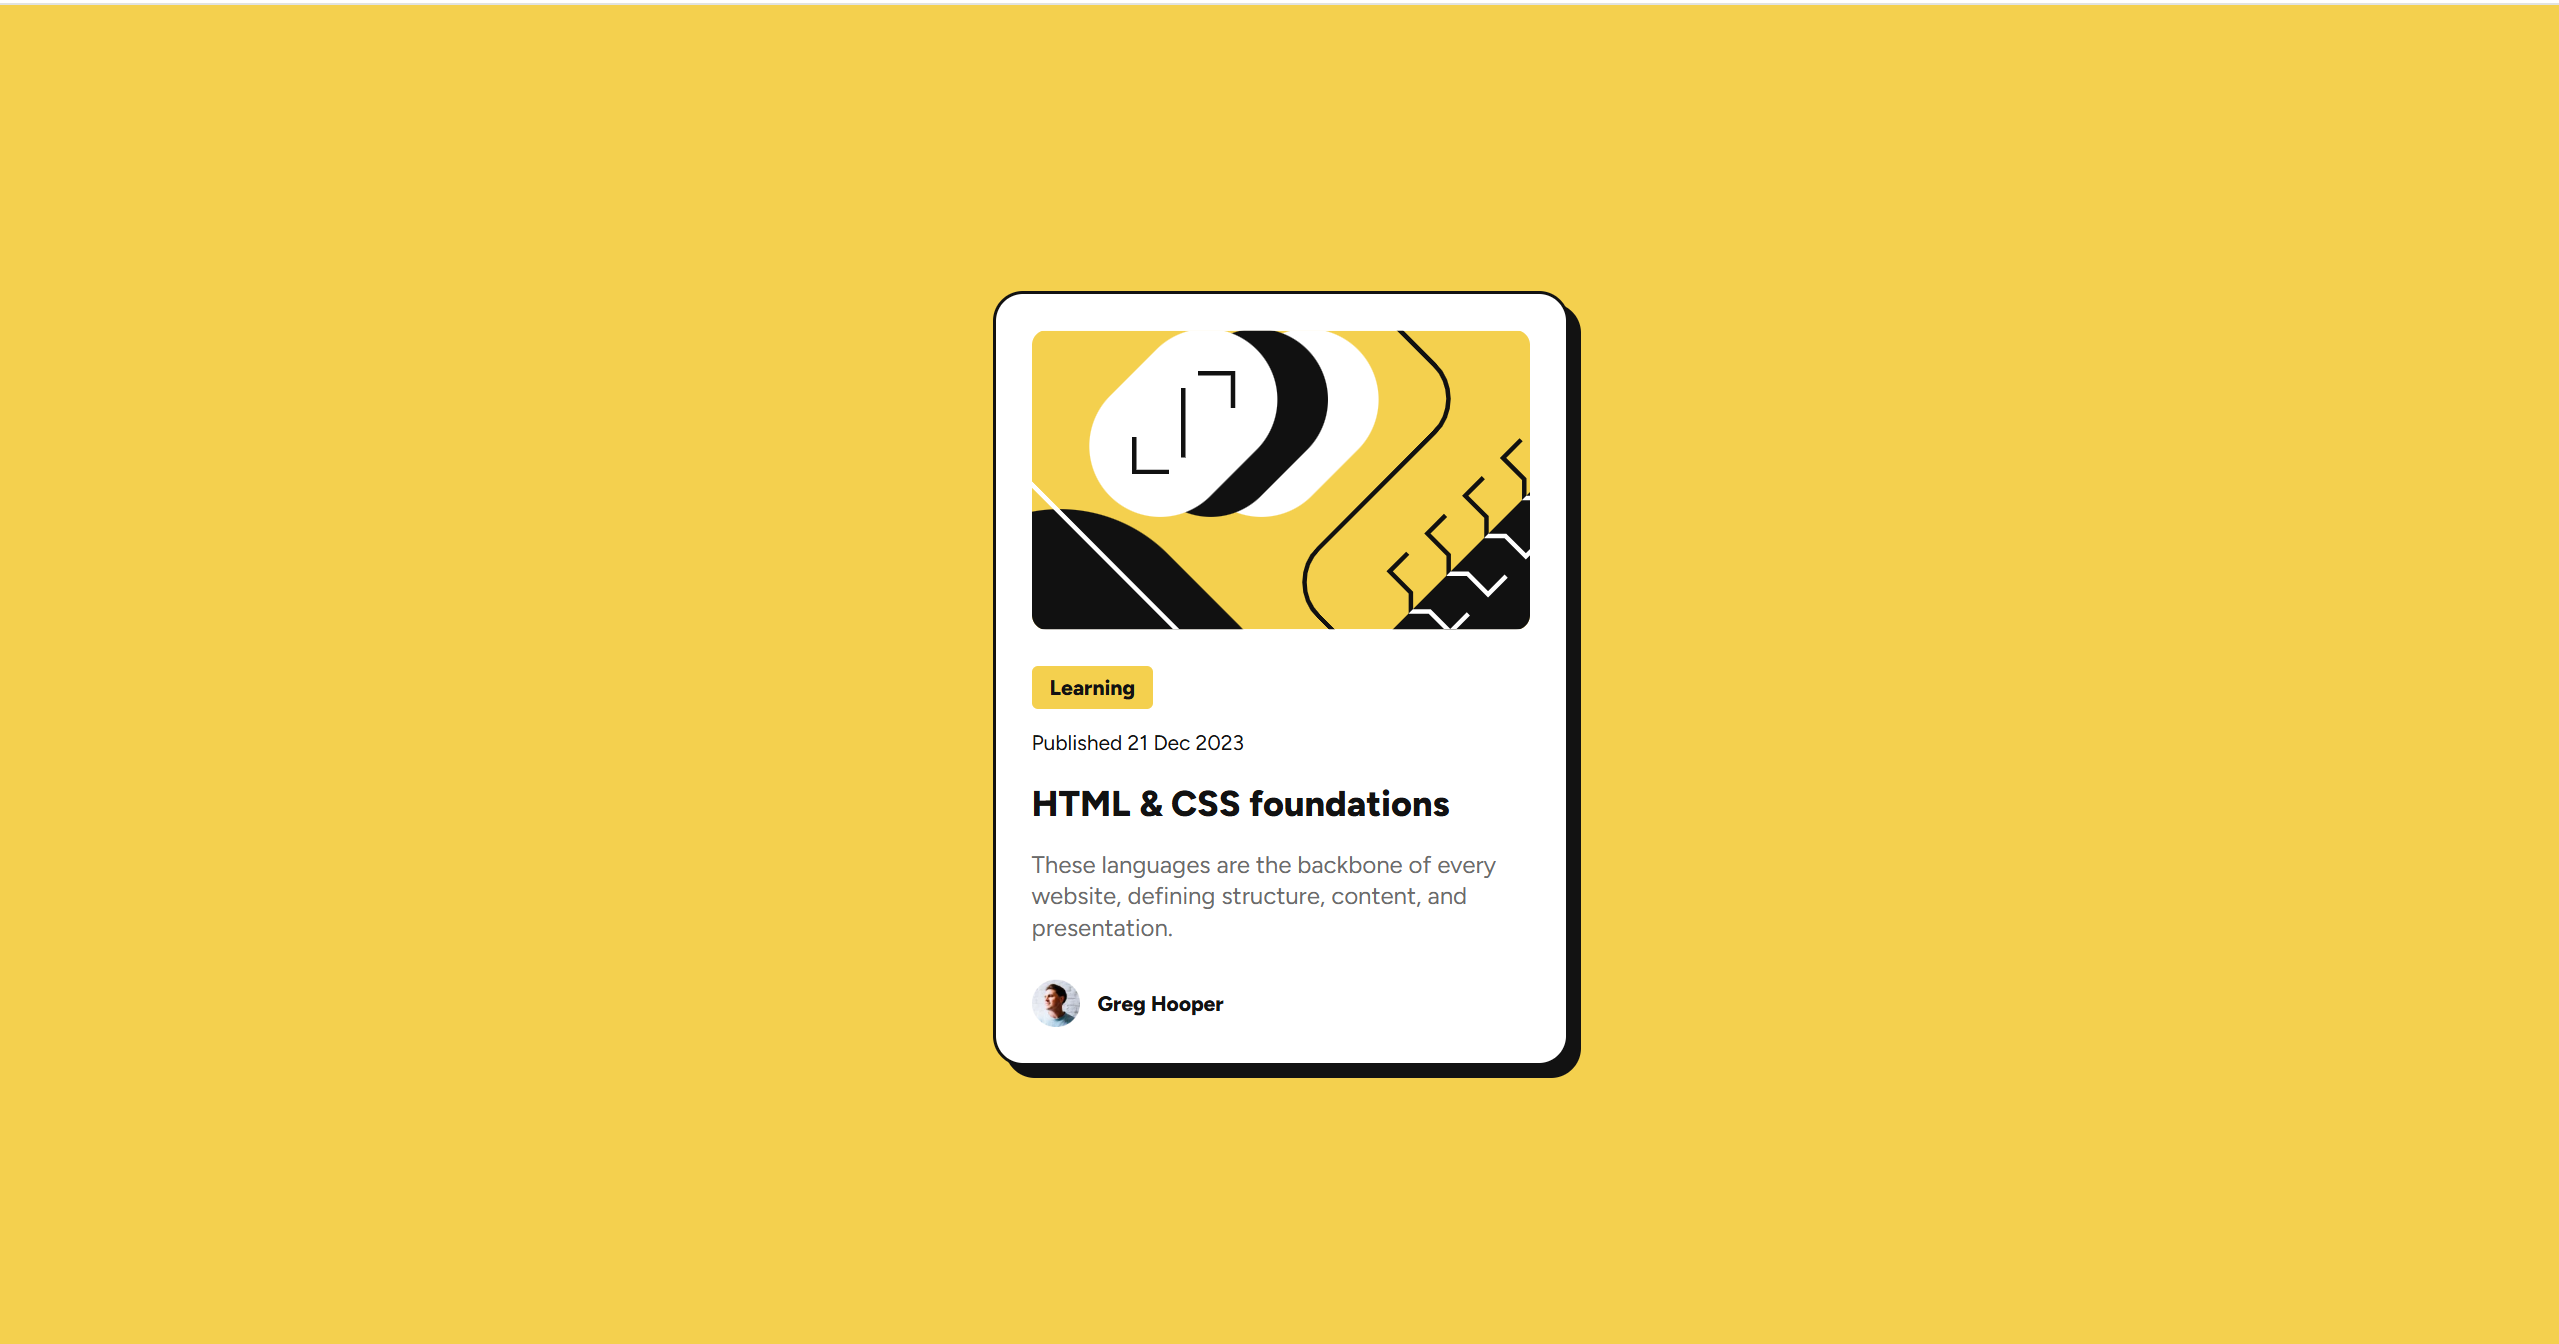 Learning
Published 21 Dec 2023
HTML & CSS foundations
These languages are the backbone of every
website, defining structure, content, and
presentation.
Greg Hooper